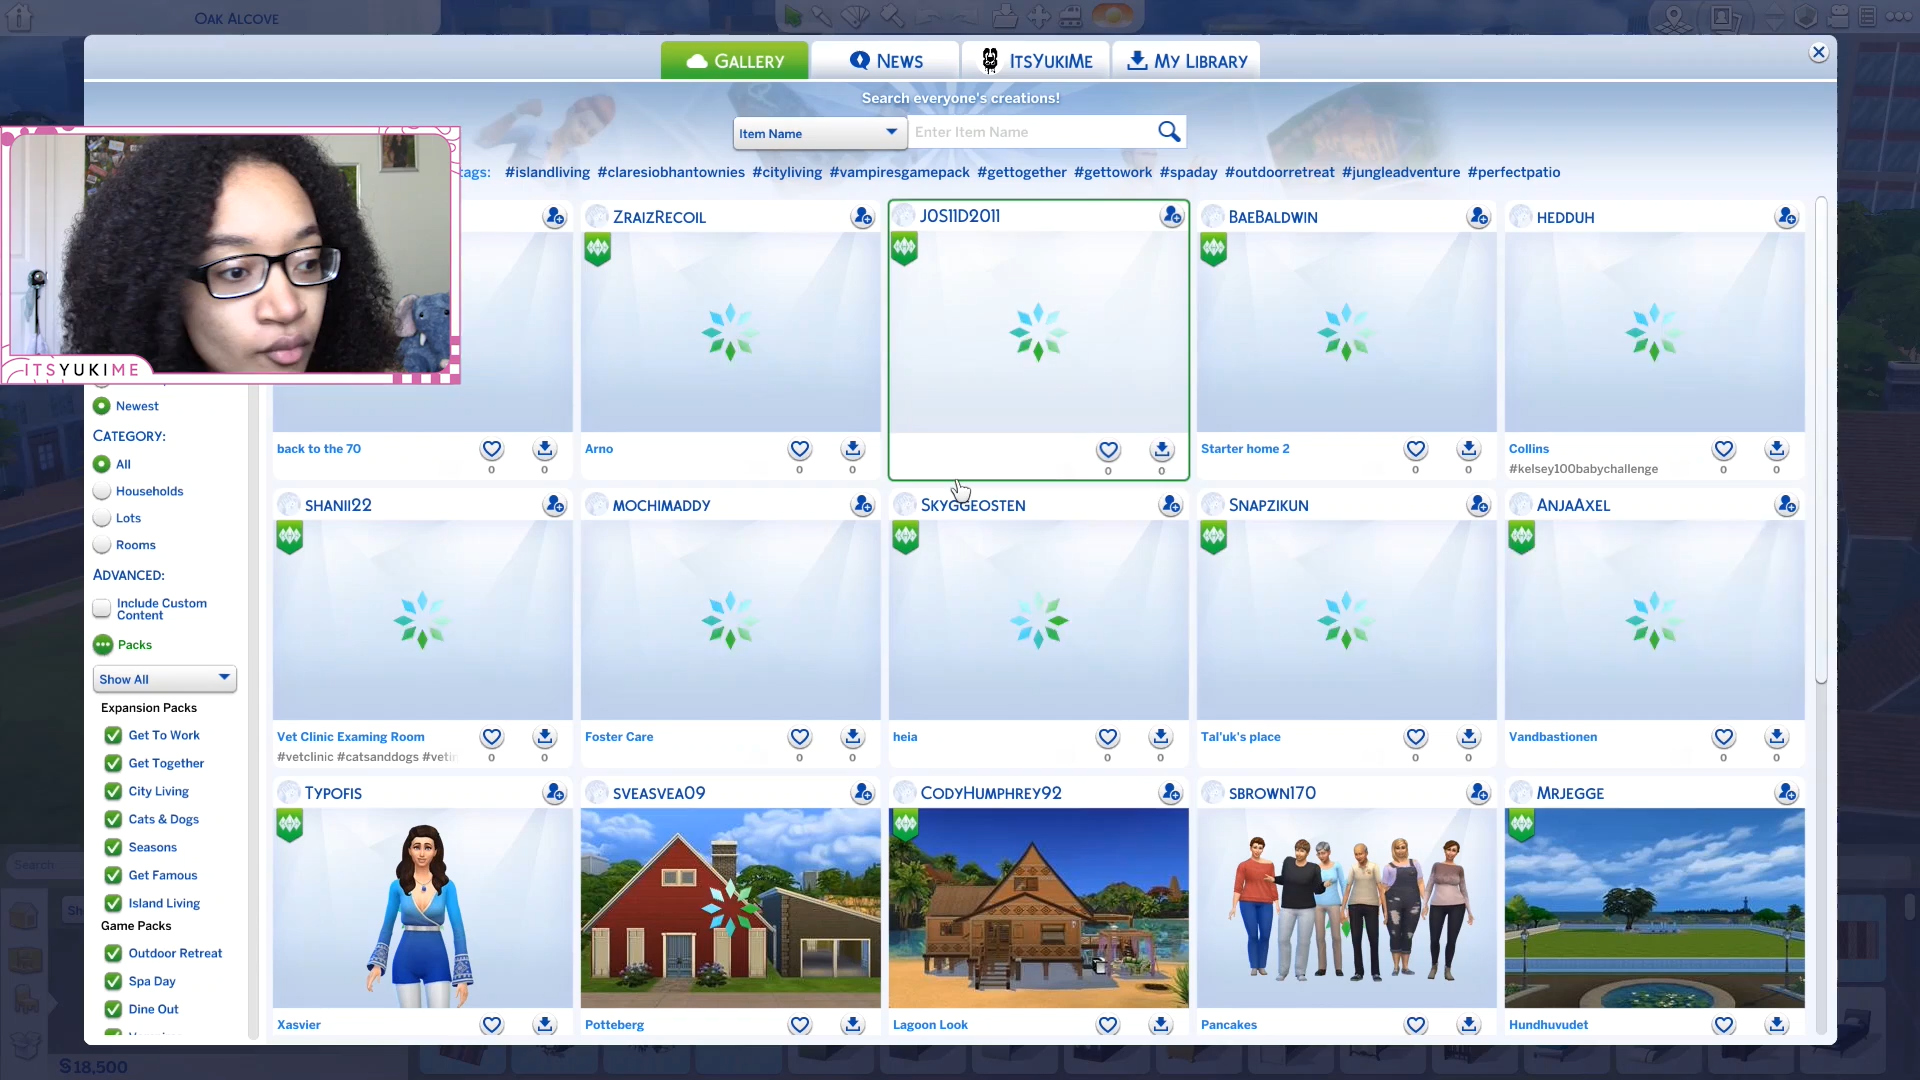 OAK ALCOVE
GALLERY
NEWS
ITSYUKIME
MY LIBRARY
Search everyone's creations!
Item Name
Enter Item Name
tags: #islandliving #claresiobhantownies #cityliving #vampiresgamepack #gettogether #gettowork #spaday #outdoorretreat #jungleadventure #perfectpatio
ITSYUKIME
ZRAIZRECOIL
J0S11D2011
BAEBALDWIN
HEDDUH
back to the 70
0 0
Arno
0 0
0 0
Starter home 2
0 0
Collins
#kelsey100babychallenge
0 0
SHANII22
MOCHIMADDY
SKYGGEOSTEN
SNAPZIKUN
ANJAAXEL
Vet Clinic Examing Room
#vetclinic #catsanddogs #vetin
0 0
Foster Care
0 0
heia
0 0
Tal'uk's place
0 0
Vandbastionen
0 0
TYPOFIS
SVEASVEA09
CODYHUMPHREY92
SBROWN170
MRJEGGE
Xasvier
Potteberg
Lagoon Look
Pancakes
Hundhuvudet
Newest
CATEGORY:
All
Households
Lots
Rooms
ADVANCED:
Include Custom
Content
Packs
Show All
Expansion Packs
Get To Work
Get Together
City Living
Cats & Dogs
Seasons
Get Famous
Island Living
Game Packs
Outdoor Retreat
Spa Day
Dine Out
Search
Sh
§18,500